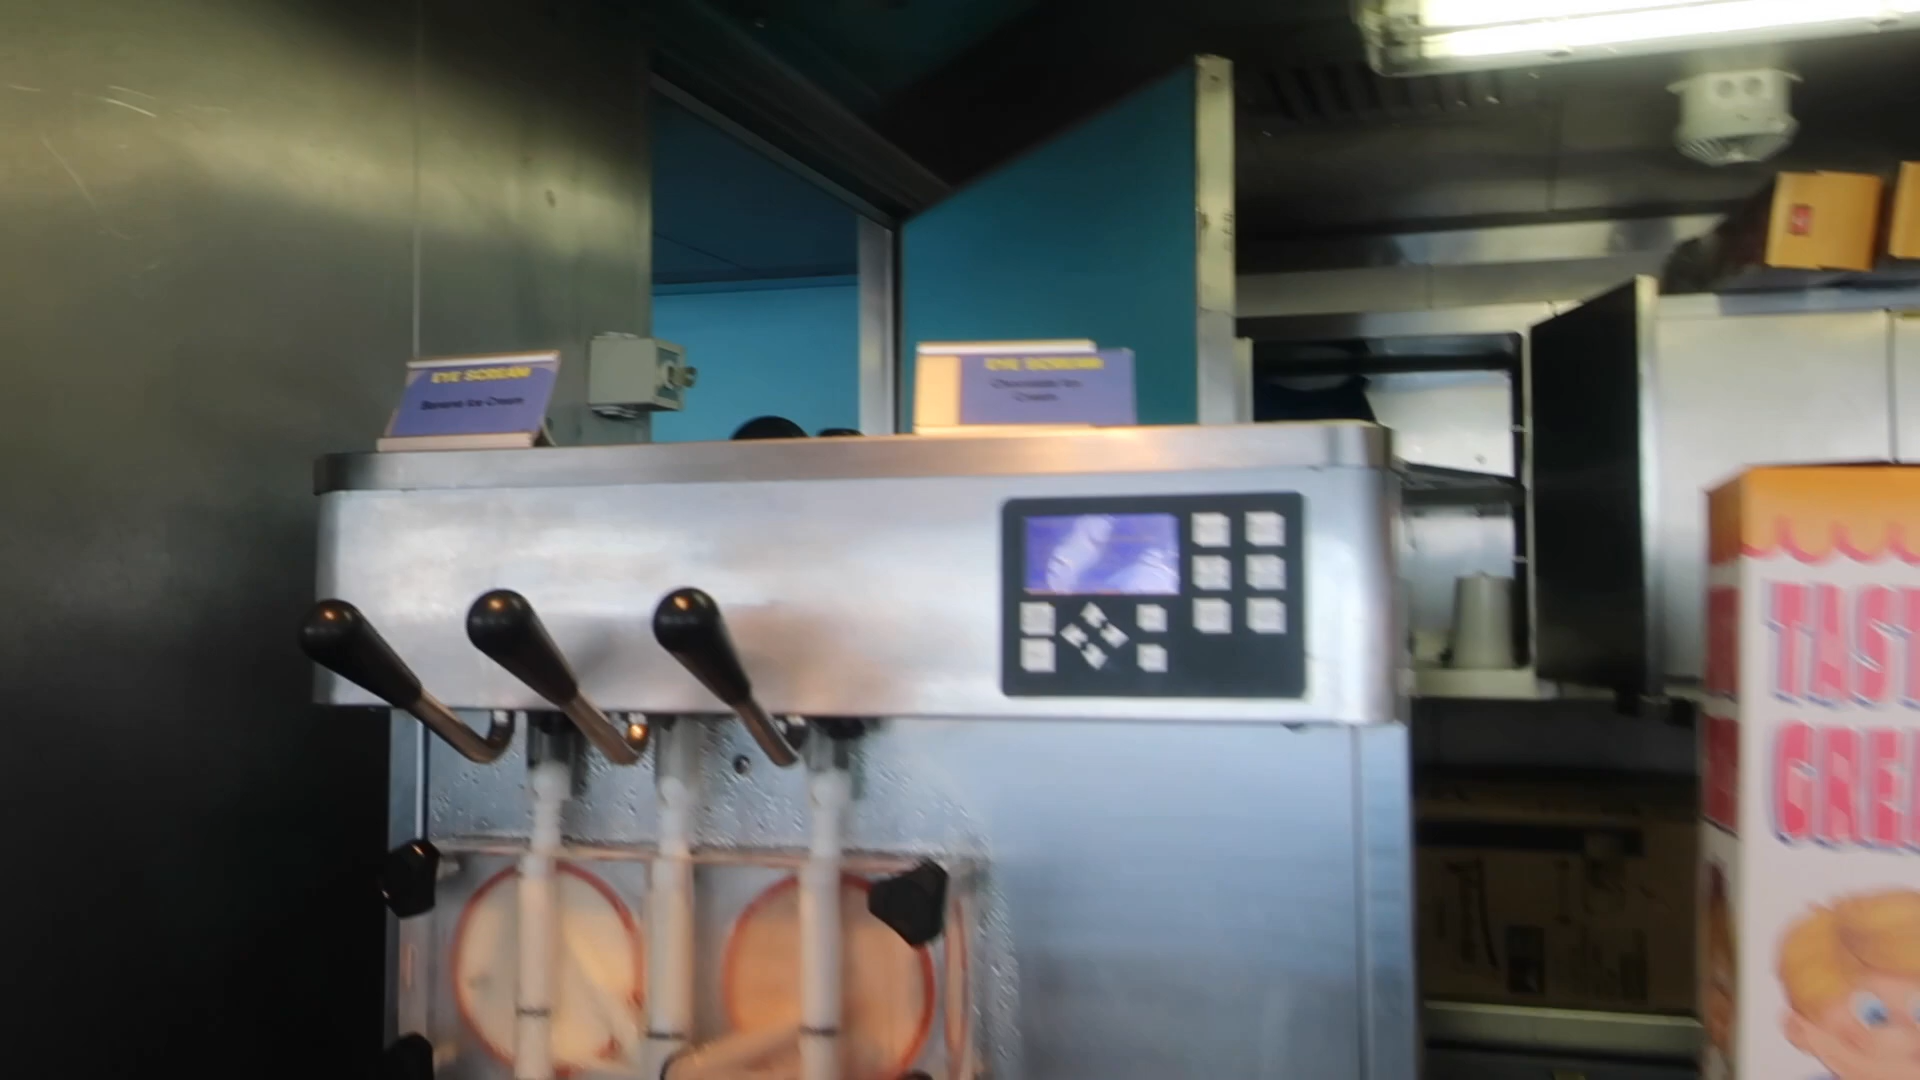 EYE SCREAM
Banana Ice Cream
EYE SCREAM
Chocolate Ice
Cream
TAST
GREA